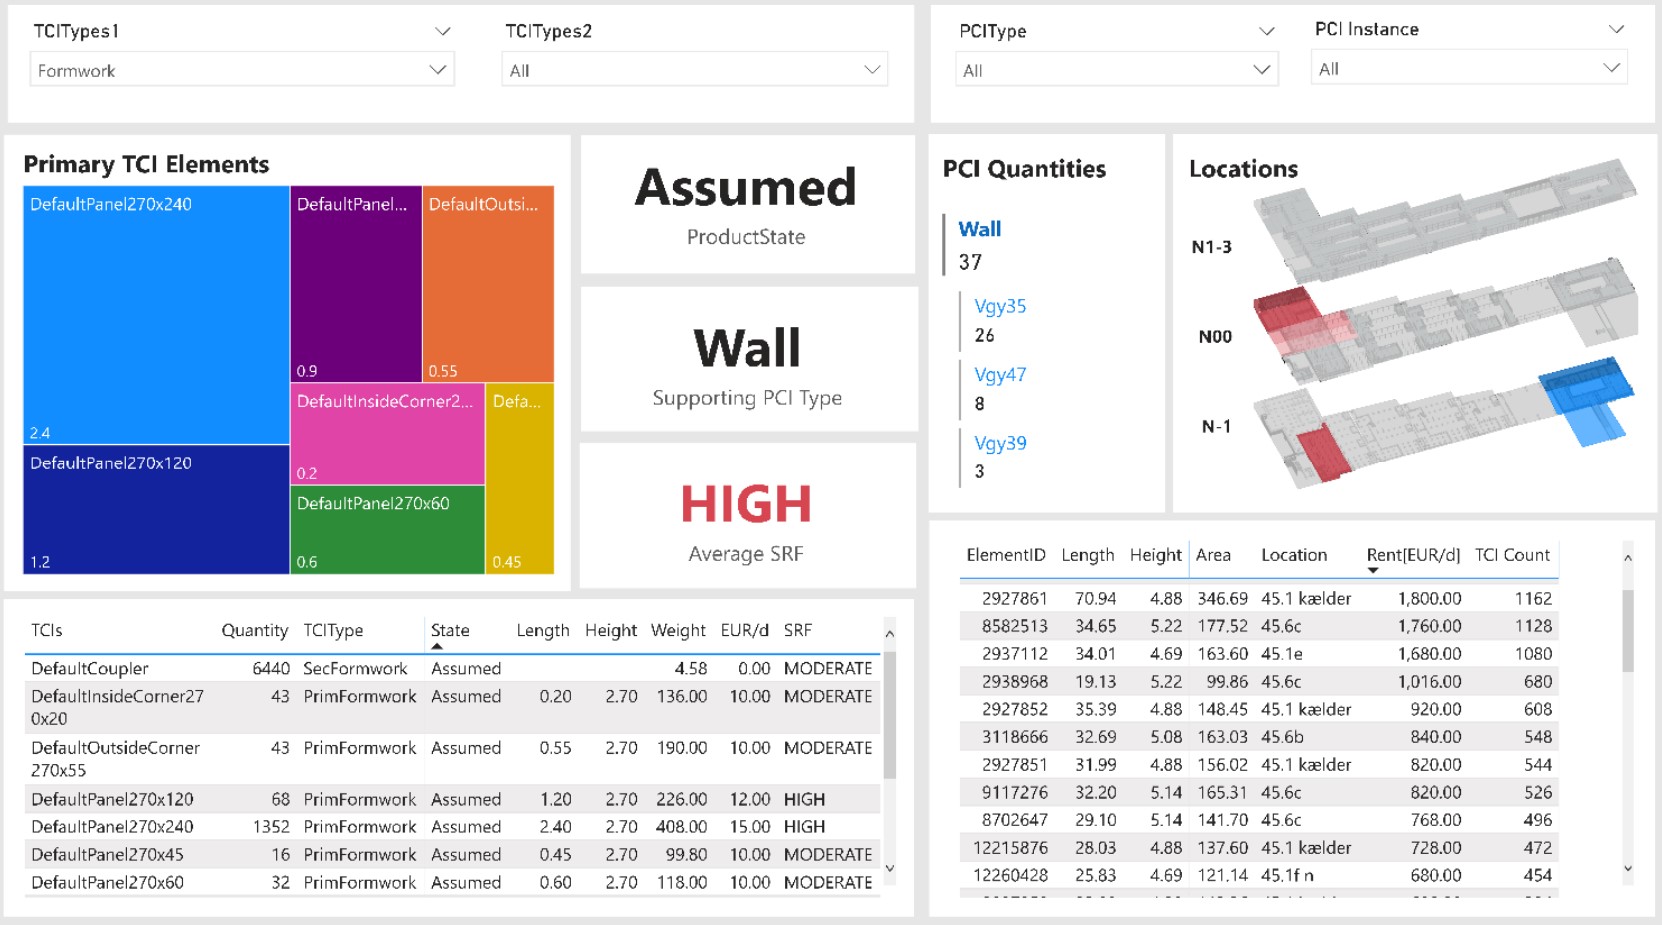 TCITypes1
Formwork
TCITypes2
All
PCIType
All
PCI Instance
All
Primary TCI Elements
DefaultPanel270x240
2.4
DefaultPanel270x120
1.2
DefaultPanel...
0.9
DefaultOutsi...
0.55
DefaultInsideCorner2...
0.2
DefaultPanel270x60
0.6
Defa...
0.45
Assumed
ProductState
Wall
Supporting PCI Type
HIGH
Average SRF
PCI Quantities
Wall
37
Vgy35
26
Vgy47
8
Vgy39
3
Locations
N1-3
N00
N-1
TCIs Quantity TCIType State Length Height Weight EUR/d SRF
DefaultCoupler 6440 SecFormwork Assumed 4.58 0.00 MODERATE
DefaultInsideCorner27 43 PrimFormwork Assumed 0.20 2.70 136.00 10.00 MODERATE
0x20
DefaultOutsideCorner 43 PrimFormwork Assumed 0.55 2.70 190.00 10.00 MODERATE
270x55
DefaultPanel270x120 68 PrimFormwork Assumed 1.20 2.70 226.00 12.00 HIGH
DefaultPanel270x240 1352 PrimFormwork Assumed 2.40 2.70 408.00 15.00 HIGH
DefaultPanel270x45 16 PrimFormwork Assumed 0.45 2.70 99.80 10.00 MODERATE
DefaultPanel270x60 32 PrimFormwork Assumed 0.60 2.70 118.00 10.00 MODERATE
ElementID Length Height Area Location Rent[EUR/d] TCI Count
2927861 70.94 4.88 346.69 45.1 kælder 1,800.00 1162
8582513 34.65 5.22 177.52 45.6c 1,760.00 1128
2937112 34.01 4.69 163.60 45.1e 1,680.00 1080
2938968 19.13 5.22 99.86 45.6c 1,016.00 680
2927852 35.39 4.88 148.45 45.1 kælder 920.00 608
3118666 32.69 5.08 163.03 45.6b 840.00 548
2927851 31.99 4.88 156.02 45.1 kælder 820.00 544
9117276 32.20 5.14 165.31 45.6c 820.00 526
8702647 29.10 5.14 141.70 45.6c 768.00 496
12215876 28.03 4.88 137.60 45.1 kælder 728.00 472
12260428 25.83 4.69 121.14 45.1f n 680.00 454